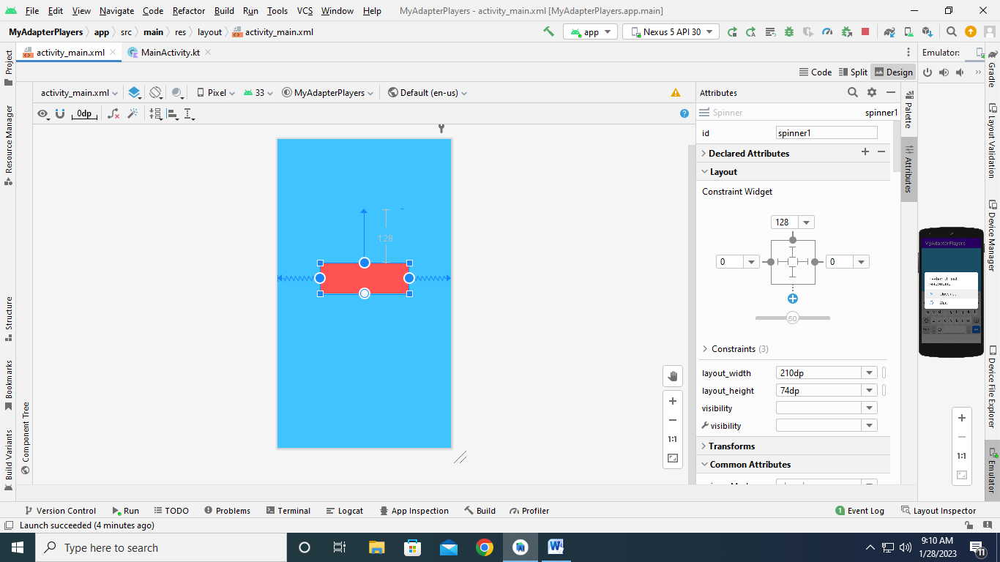 File Edit View Navigate Code Refactor Build Run Tools VCS Window Help MyAdapterPlayers - activity_main.xml [MyAdapterPlayers.app.main]
MyAdapterPlayers app src main res layout activity_main.xml app Nexus 5 API 30
activity_main.xml MainActivity.kt Emulator:
Code Split Design
activity_main.xml Pixel 33 MyAdapterPlayers Default (en-us) Attributes
0dp
Spinner spinner1
id spinner1
Declared Attributes
Layout
Constraint Widget
128
0 0
50
128
Constraints (3)
layout_width 210dp
layout_height 74dp
visibility
visibility
Transforms
Common Attributes
1:1
1:1
MyAdapterPlayers
Wait
Project
Resource Manager
Structure
Bookmarks
Build Variants
Component Tree
Palette
Attributes
Gradle
Layout Validation
Device Manager
Device File Explorer
Emulator
Version Control Run TODO Problems Terminal Logcat App Inspection Build Profiler 1 Event Log Layout Inspector
Launch succeeded (4 minutes ago)
Type here to search
9:10 AM
1/28/2023
11